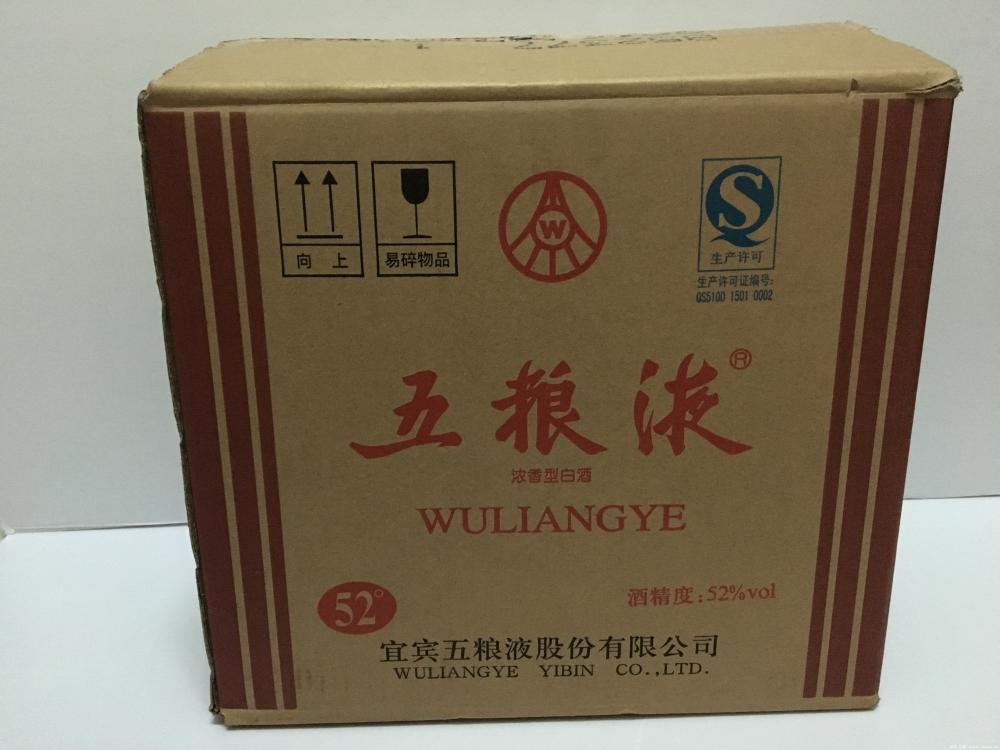 向 上
易碎物品
W
S
生产许可
生产许可证编号:
QS5100 1501 0002
五粮液®
浓香型白酒
WULIANGYE
52°
酒精度:52%vol
宜宾五粮液股份有限公司
WULIANGYE YIBIN CO.,LTD.